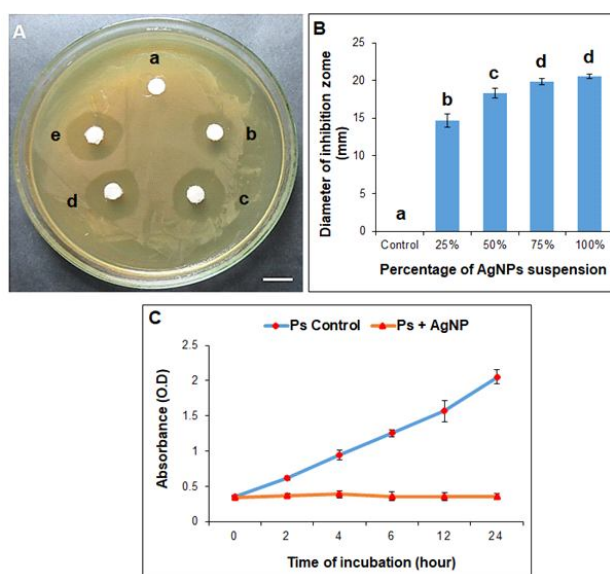 A
a
b
c
d
e
B
Diameter of inhibition zome
(mm)
25
20
15
10
5
0
a
b
c
d
d
Control
25%
50%
75%
100%
Percentage of AgNPs suspension
C
Ps Control
Ps + AgNP
Absorbance (O.D)
2.5
2
1.5
1
0.5
0
0
2
4
6
12
24
Time of incubation (hour)